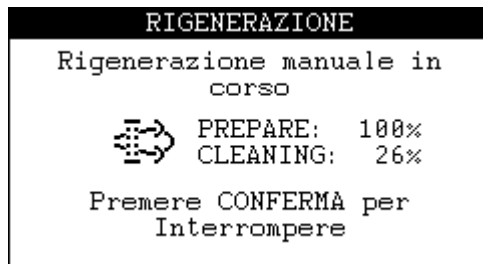 RIGENERAZIONE
Rigenerazione manuale in
corso
PREPARE: 100%
CLEANING: 26%
Premere CONFERMA per
Interrompere